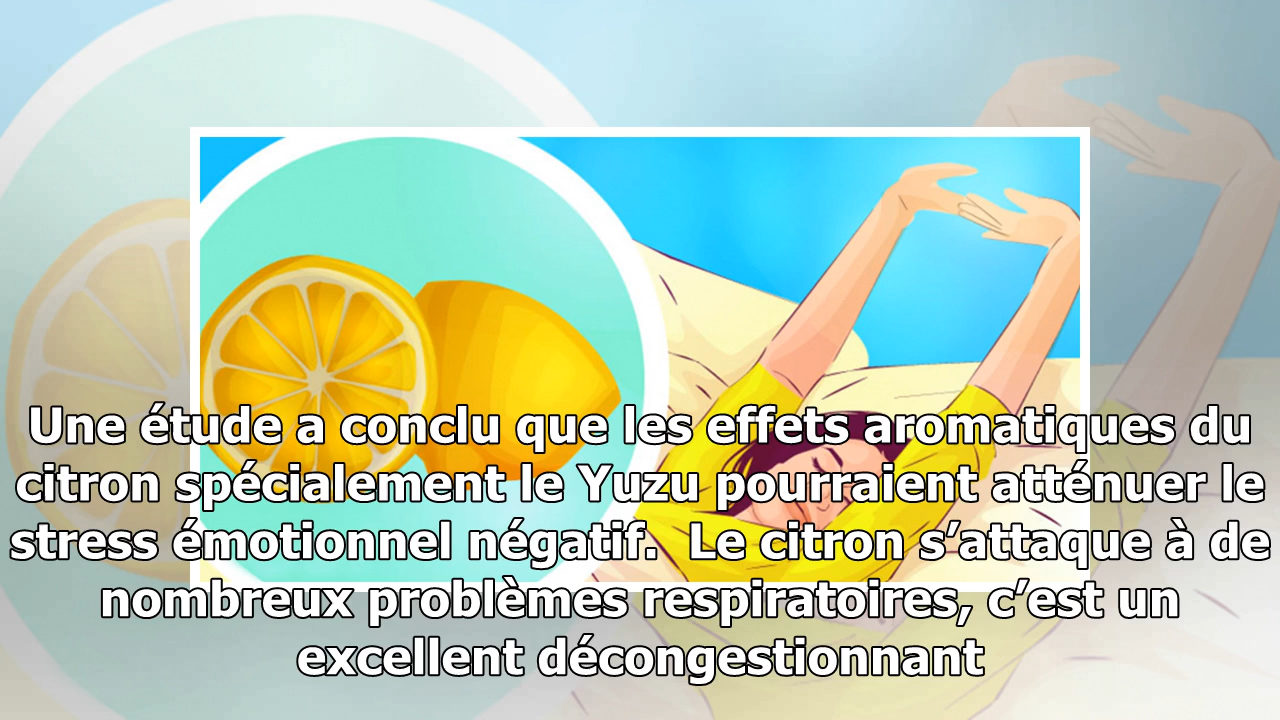 Une étude a conclu que les effets aromatiques du
citron spécialement le Yuzu pourraient atténuer le
stress émotionnel négatif.  Le citron s’attaque à de
nombreux problèmes respiratoires, c’est un
excellent décongestionnant